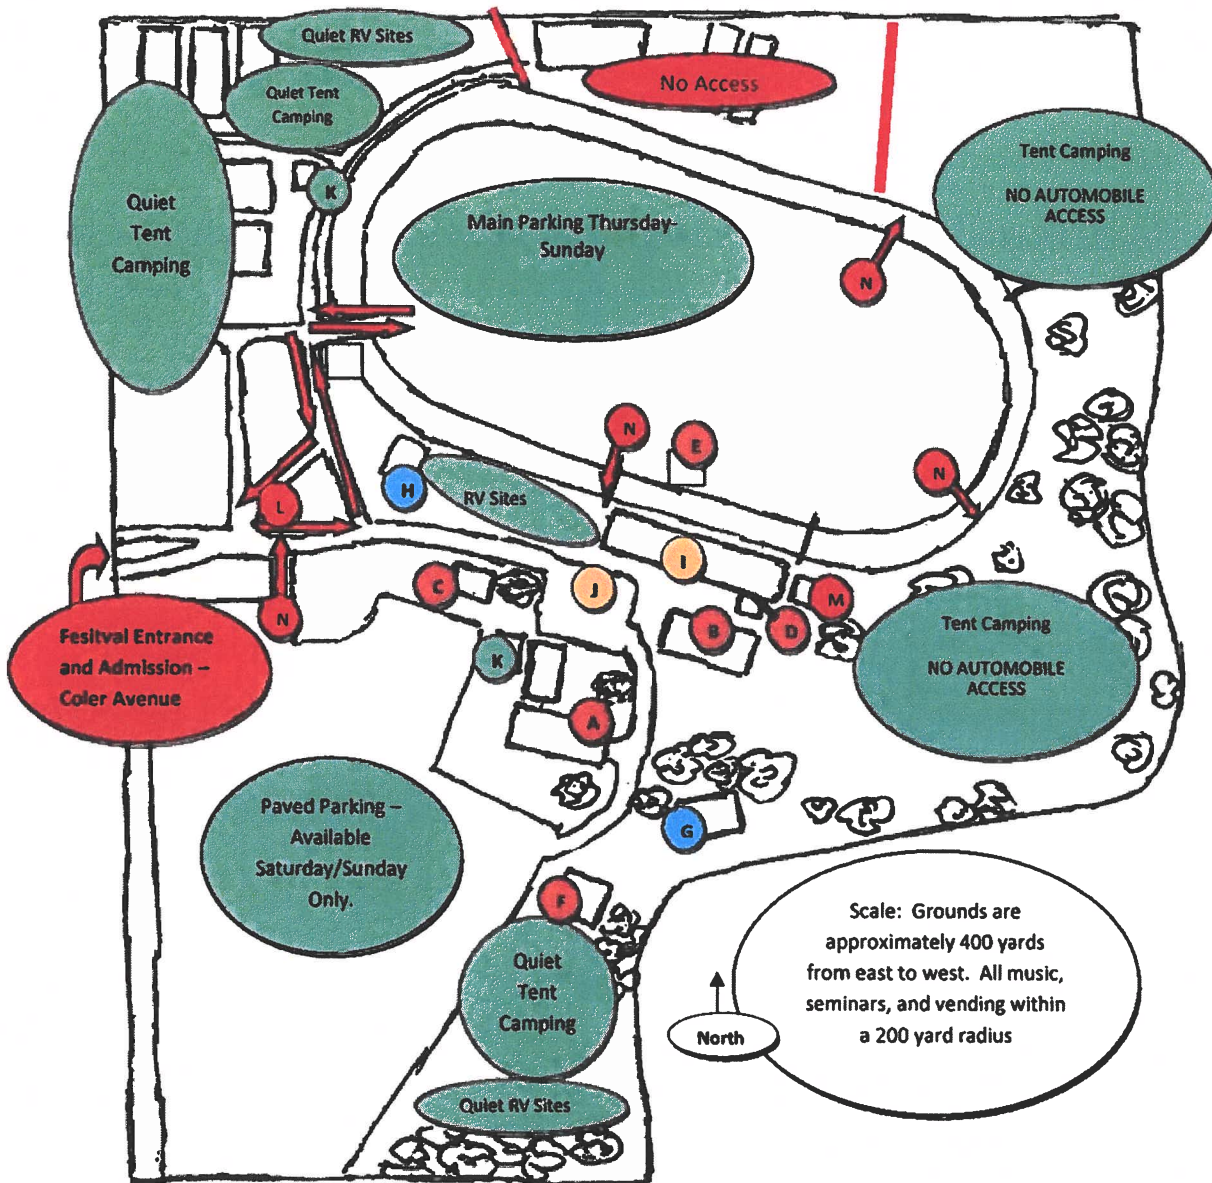 Quiet RV Sites
No Access
Quiet Tent
Camping
Tent Camping
NO AUTOMOBILE
ACCESS
K
Quiet
Tent
Camping
Main Parking Thursday-
Sunday
N
N
E
N
H
RV Sites
L
I
C
J
M
N
B
D
Fesitval Entrance
and Admission –
Coler Avenue
Tent Camping
NO AUTOMOBILE
ACCESS
K
A
Paved Parking –
Available
Saturday/Sunday
Only.
G
F
Quiet
Tent
Camping
Scale: Grounds are
approximately 400 yards
from east to west. All music,
seminars, and vending within
a 200 yard radius
North
Quiet RV Sites